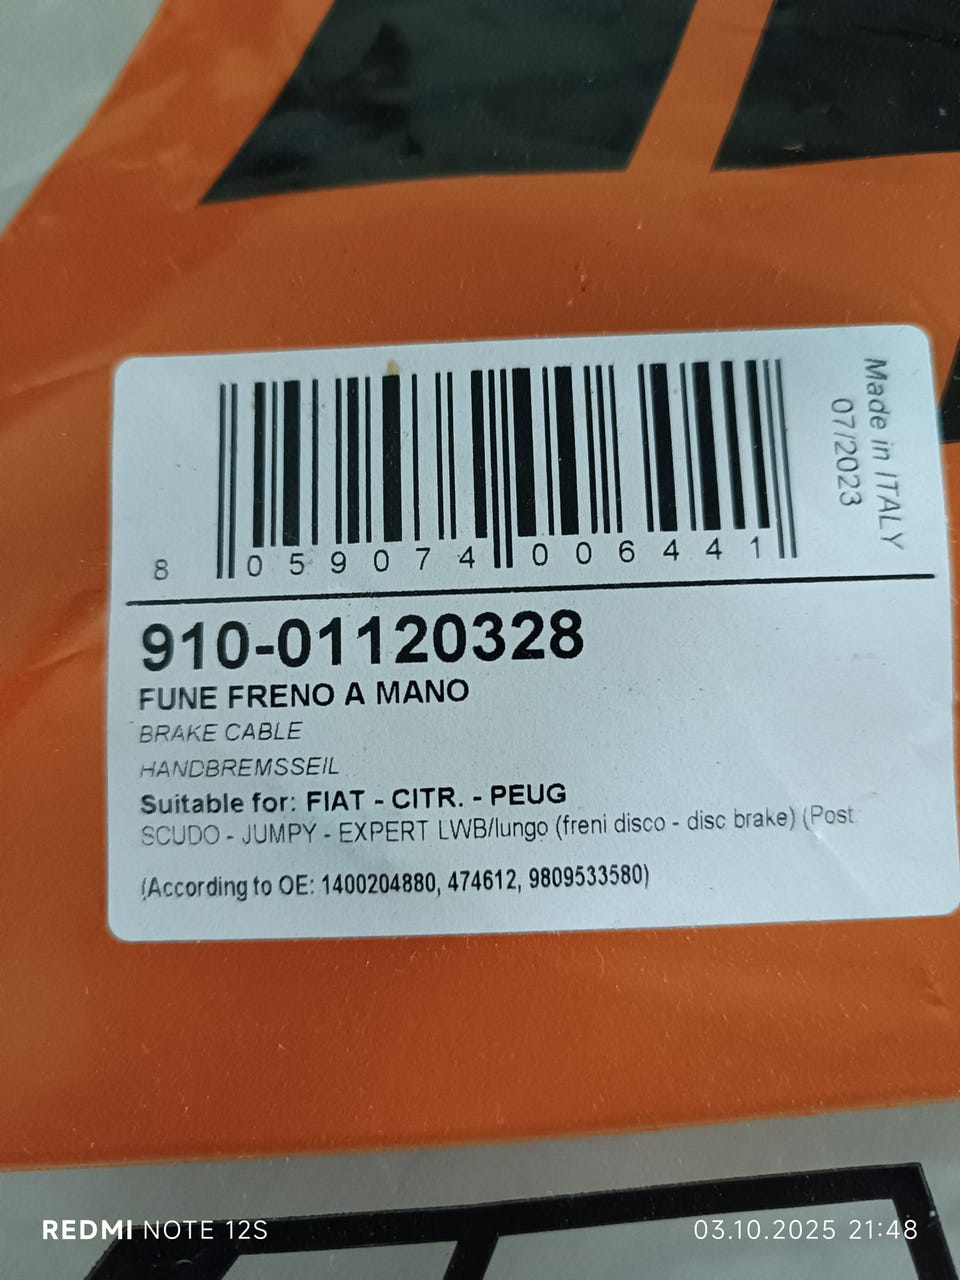 Made in ITALY
07/2023
8 059074 006441
910-01120328
FUNE FRENO A MANO
BRAKE CABLE
HANDBREMSSEIL
Suitable for: FIAT - CITR. - PEUG
SCUDO - JUMPY - EXPERT LWB/lungo (freni disco - disc brake) (Post
(According to OE: 1400204880, 474612, 9809533580)
REDMI NOTE 12S
03.10.2025 21:48